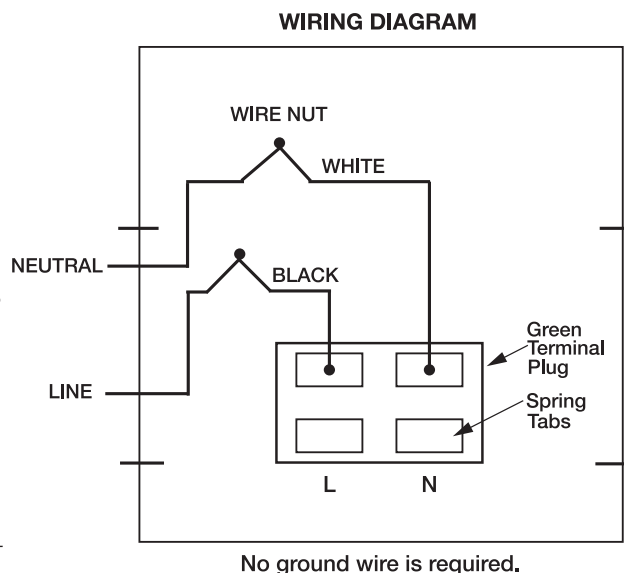 WIRING DIAGRAM
WIRE NUT
WHITE
NEUTRAL
BLACK
Green
Terminal
Plug
LINE
Spring
Tabs
L N
No ground wire is required.